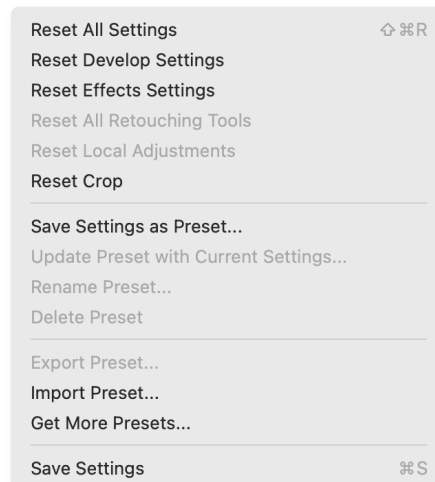 Reset All Settings ⇧⌘R
Reset Develop Settings
Reset Effects Settings
Reset All Retouching Tools
Reset Local Adjustments
Reset Crop
Save Settings as Preset...
Update Preset with Current Settings...
Rename Preset...
Delete Preset
Export Preset...
Import Preset...
Get More Presets...
Save Settings ⌘S